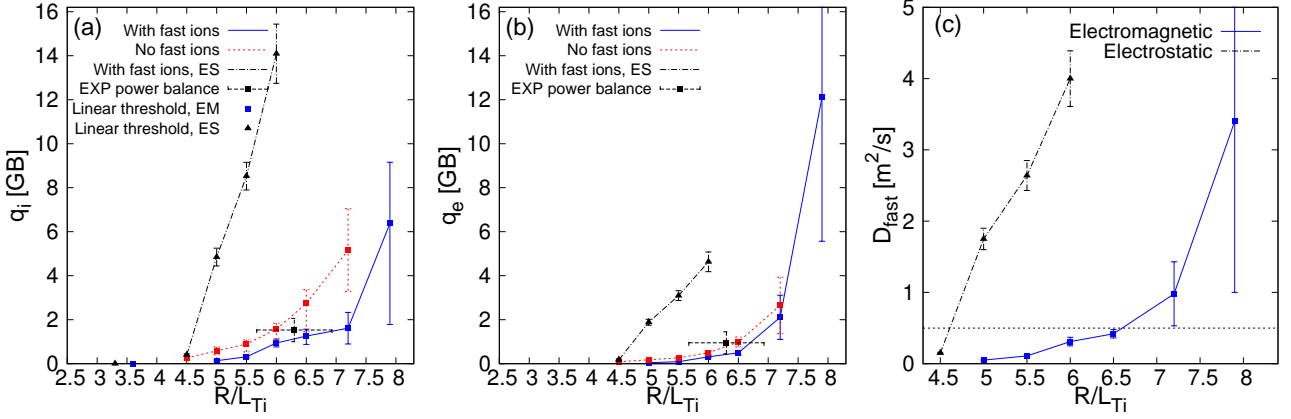 (a)
With fast ions
No fast ions
With fast ions, ES
EXP power balance
Linear threshold, EM
Linear threshold, ES
q_i [GB]
16
14
12
10
8
6
4
2
0
2.5 3 3.5 4 4.5 5 5.5 6 6.5 7 7.5 8
R/L_Ti
(b)
With fast ions
No fast ions
With fast ions, ES
EXP power balance
q_e [GB]
16
14
12
10
8
6
4
2
0
2.5 3 3.5 4 4.5 5 5.5 6 6.5 7 7.5 8
R/L_Ti
(c)
Electromagnetic
Electrostatic
D_fast [m²/s]
5
4
3
2
1
0
4.5 5 5.5 6 6.5 7 7.5 8
R/L_Ti